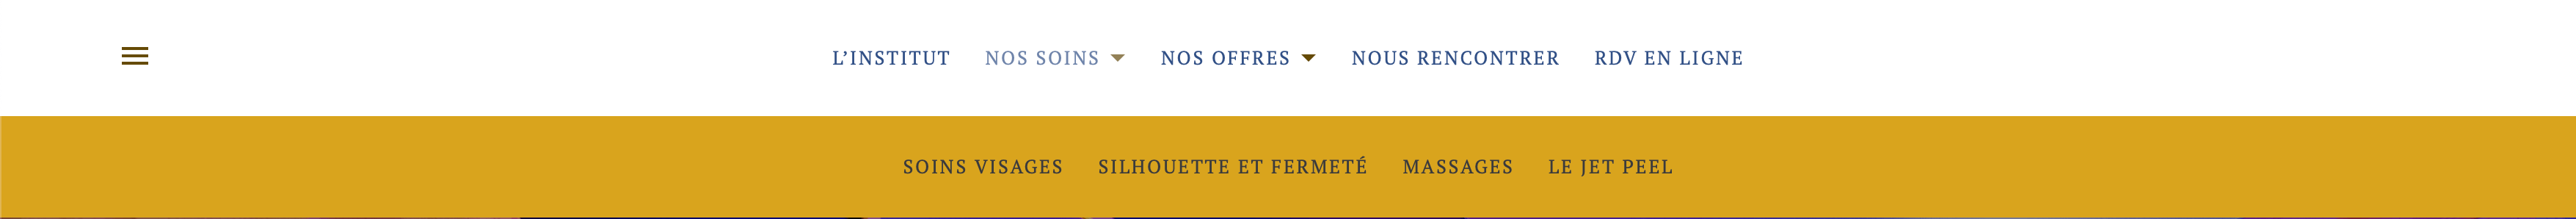 L’INSTITUT NOS SOINS NOS OFFRES NOUS RENCONTRER RDV EN LIGNE
SOINS VISAGES SILHOUETTE ET FERMETÉ MASSAGES LE JET PEEL